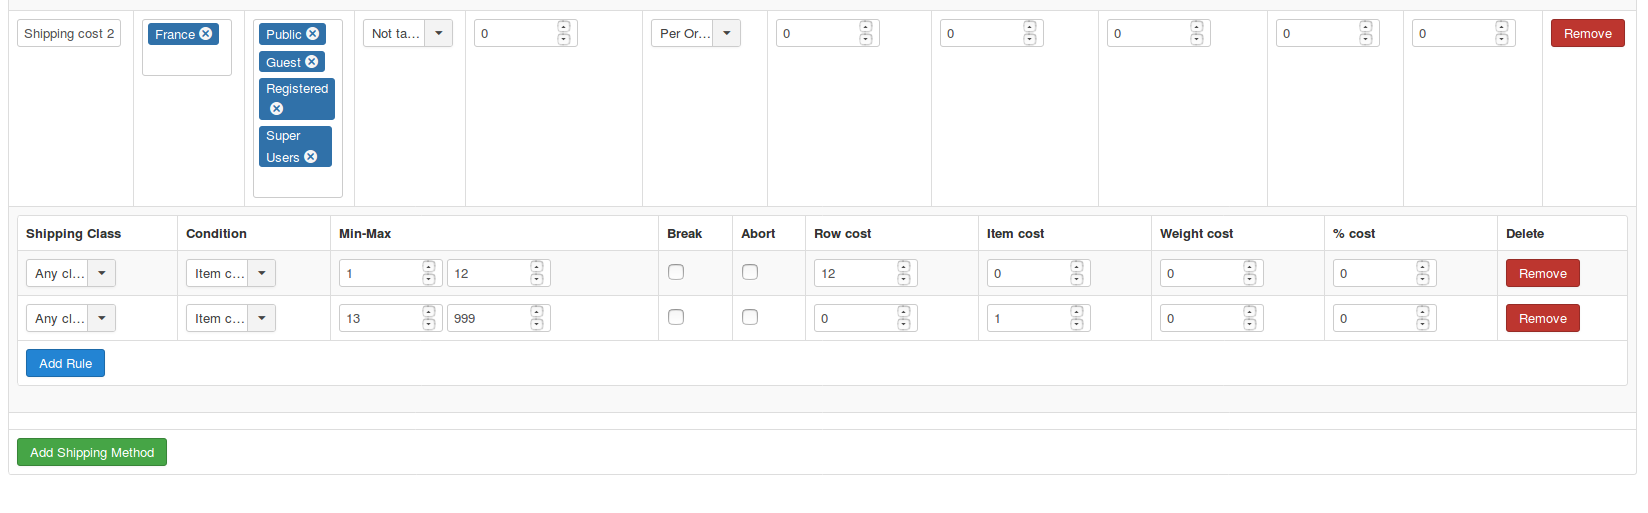 Shipping cost 2 France Public Not ta... 0 Per Or... 0 0 0 0 0 Remove
Guest
Registered
Super
Users
Shipping Class Condition Min-Max Break Abort Row cost Item cost Weight cost % cost Delete
Any cl... Item c... 1 12 12 0 0 0 Remove
Any cl... Item c... 13 999 0 1 0 0 Remove
Add Rule
Add Shipping Method